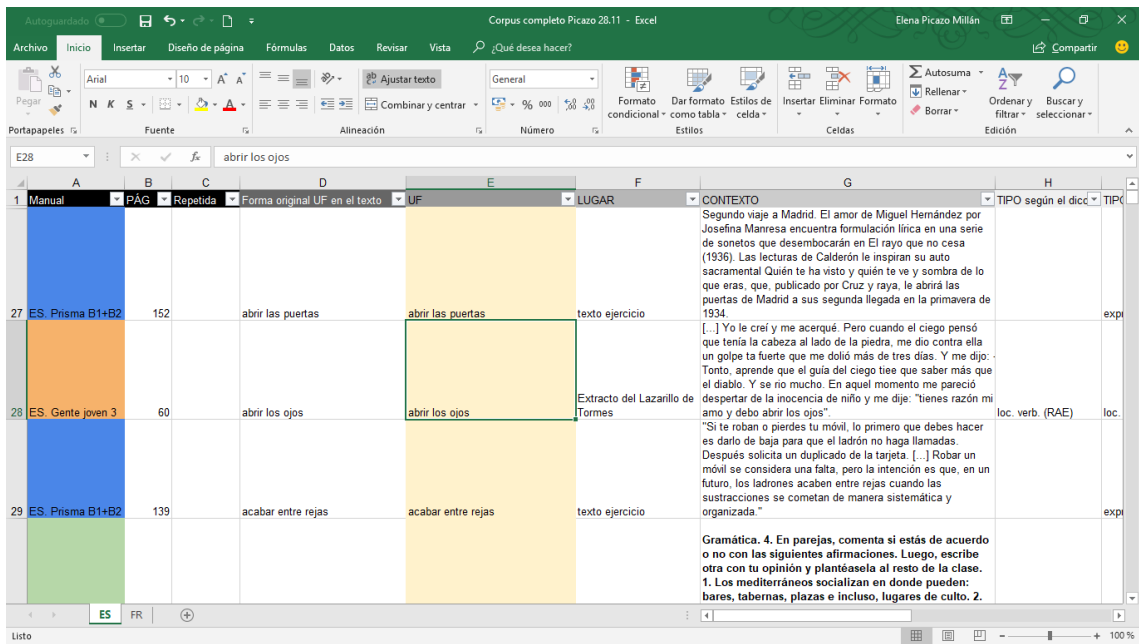 Autoguardado
Corpus completo Picazo 28.11 - Excel
Elena Picazo Millán
Archivo Inicio Insertar Diseño de página Fórmulas Datos Revisar Vista ¿Qué desea hacer? Compartir
Pegar
Arial 10
N K S
Ajustar texto
Combinar y centrar
General
% 000
Formato condicional
Dar formato como tabla
Estilos de celda
Insertar Eliminar Formato
Autosuma
Rellenar
Borrar
Ordenar y filtrar
Buscar y seleccionar
Portapapeles Fuente Alineación Número Estilos Celdas Edición
E28 fx abrir los ojos
A B C D E F G H
1 Manual PÁG Repetida Forma original UF en el texto UF LUGAR CONTEXTO TIPO según el dicc TIPO
Segundo viaje a Madrid. El amor de Miguel Hernández por
Josefina Manresa encuentra formulación lírica en una serie
de sonetos que desembocarán en El rayo que no cesa
(1936). Las lecturas de Calderón le inspiran su auto
sacramental Quién te ha visto y quién te ve y sombra de lo
que eras, que, publicado por Cruz y raya, le abrirá las
puertas de Madrid a sus segunda llegada en la primavera de
27 ES. Prisma B1+B2 152 abrir las puertas abrir las puertas texto ejercicio 1934. expr
[...] Yo le creí y me acerqué. Pero cuando el ciego pensó
que tenía la cabeza al lado de la piedra, me dio contra ella
un golpe ta fuerte que me dolió más de tres días. Y me dijo: -
Tonto, aprende que el guía del ciego tiee que saber más que
el diablo. Y se rio mucho. En aquel momento me pareció
Extracto del Lazarillo de despertar de la inocencia de niño y me dije: "tienes razón mi
28 ES. Gente joven 3 60 abrir los ojos abrir los ojos Tormes amo y debo abrir los ojos". loc. verb. (RAE) loc.
"Si te roban o pierdes tu móvil, lo primero que debes hacer
es darlo de baja para que el ladrón no haga llamadas.
Después solicita un duplicado de la tarjeta. [...] Robar un
móvil se considera una falta, pero la intención es que, en un
futuro, los ladrones acaben entre rejas cuando las
sustracciones se cometan de manera sistemática y
29 ES. Prisma B1+B2 139 acabar entre rejas acabar entre rejas texto ejercicio organizada." expr
Gramática. 4. En parejas, comenta si estás de acuerdo
o no con las siguientes afirmaciones. Luego, escribe
otra con tu opinión y plantéasela al resto de la clase.
1. Los mediterráneos socializan en donde pueden:
bares, tabernas, plazas e incluso, lugares de culto. 2.
ES FR
Listo 100 %